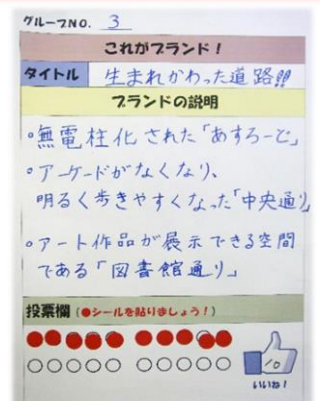 グループNO. 3
これがブランド！
タイトル 生まれかわった道路!!
ブランドの説明
○無電柱化された「あすろーど」
○アーケードがなくなり、
明るく歩きやすくなった「中央通り」
○アート作品が展示できる空間
である「図書館通り」
投票欄（●シールを貼りましょう！）
いいね！